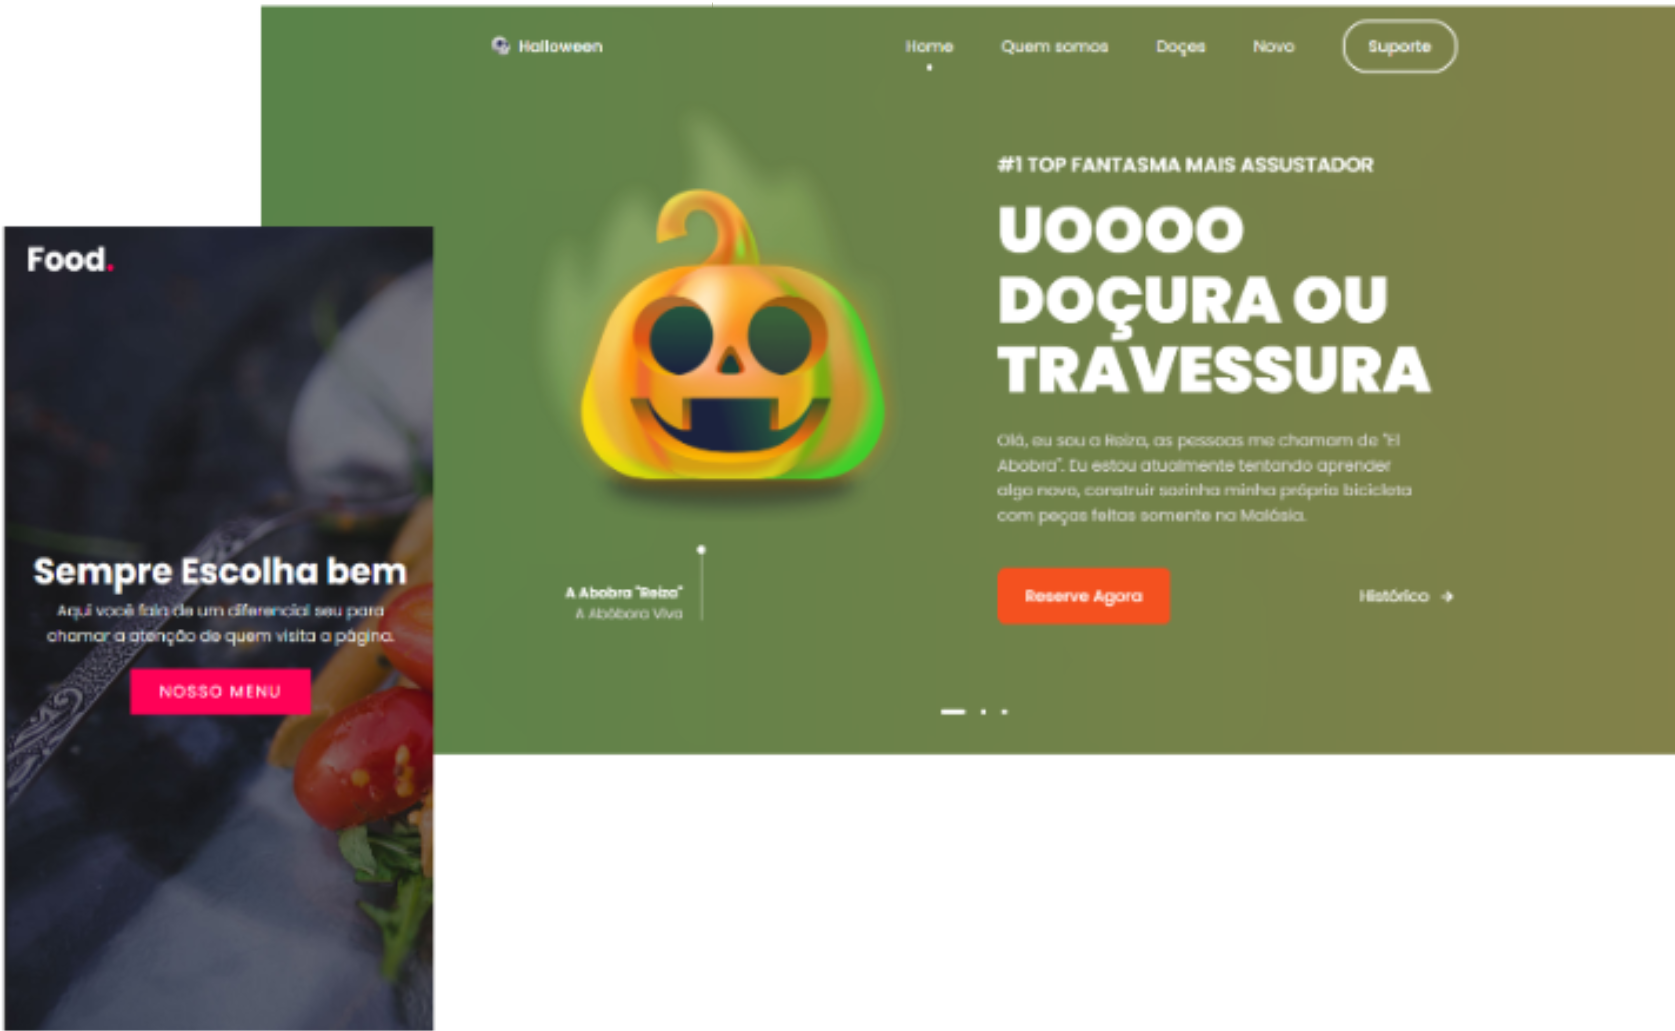 Halloween
Home
Quem somos
Doçes
Novo
Suporte
#1 TOP FANTASMA MAIS ASSUSTADOR
UOOOO
DOÇURA OU
TRAVESSURA
Olá, eu sou a Reiza, as pessoas me chamam de "El
Abobra". Eu estou atualmente tentando aprender
algo novo, construir sozinha minha própria bicicleta
com peças feitas somente na Malásia.
A Abobra "Reiza"
A Abóbora Viva
Reserve Agora
Histórico →
Food.
Sempre Escolha bem
Aqui você fala de um diferencial seu para
chamar a atenção de quem visita a página.
NOSSO MENU